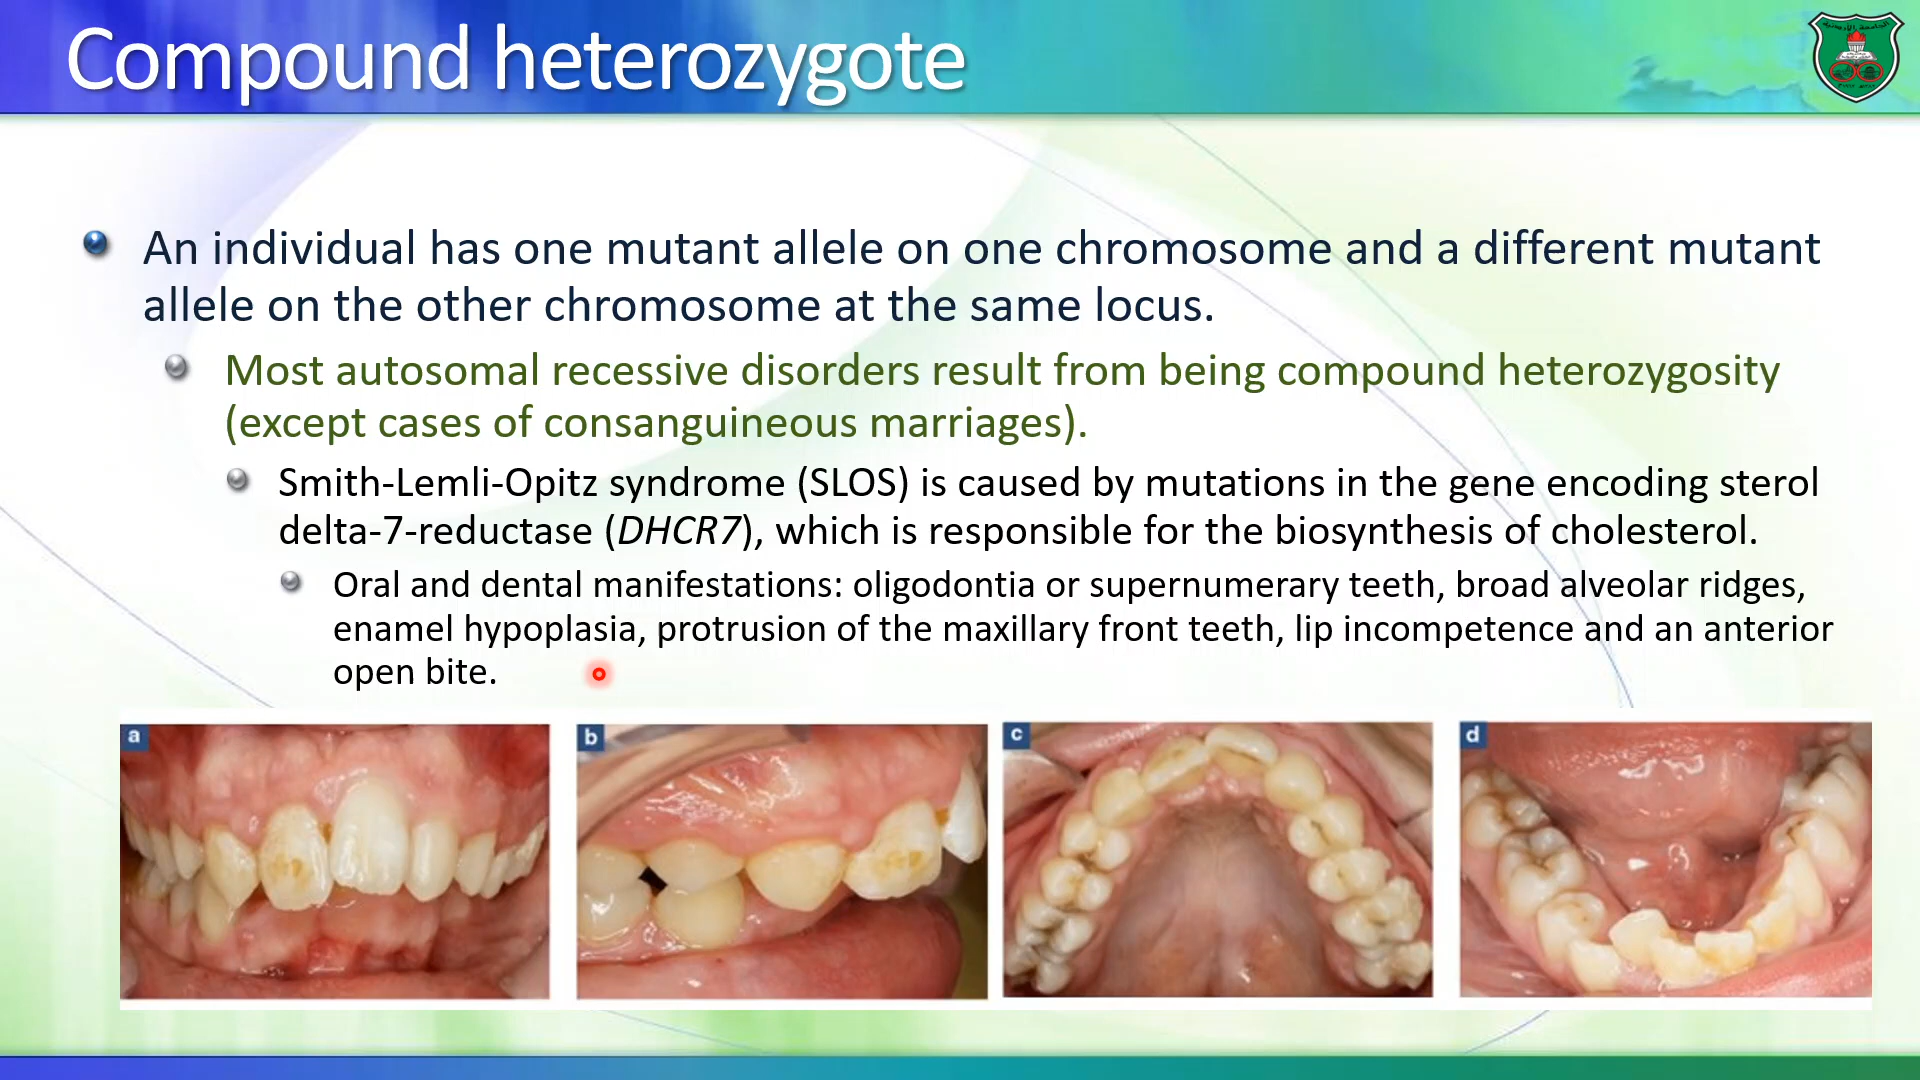 Compound heterozygote
An individual has one mutant allele on one chromosome and a different mutant
allele on the other chromosome at the same locus.
Most autosomal recessive disorders result from being compound heterozygosity
(except cases of consanguineous marriages).
Smith-Lemli-Opitz syndrome (SLOS) is caused by mutations in the gene encoding sterol
delta-7-reductase (DHCR7), which is responsible for the biosynthesis of cholesterol.
Oral and dental manifestations: oligodontia or supernumerary teeth, broad alveolar ridges,
enamel hypoplasia, protrusion of the maxillary front teeth, lip incompetence and an anterior
open bite.
a
b
c
d